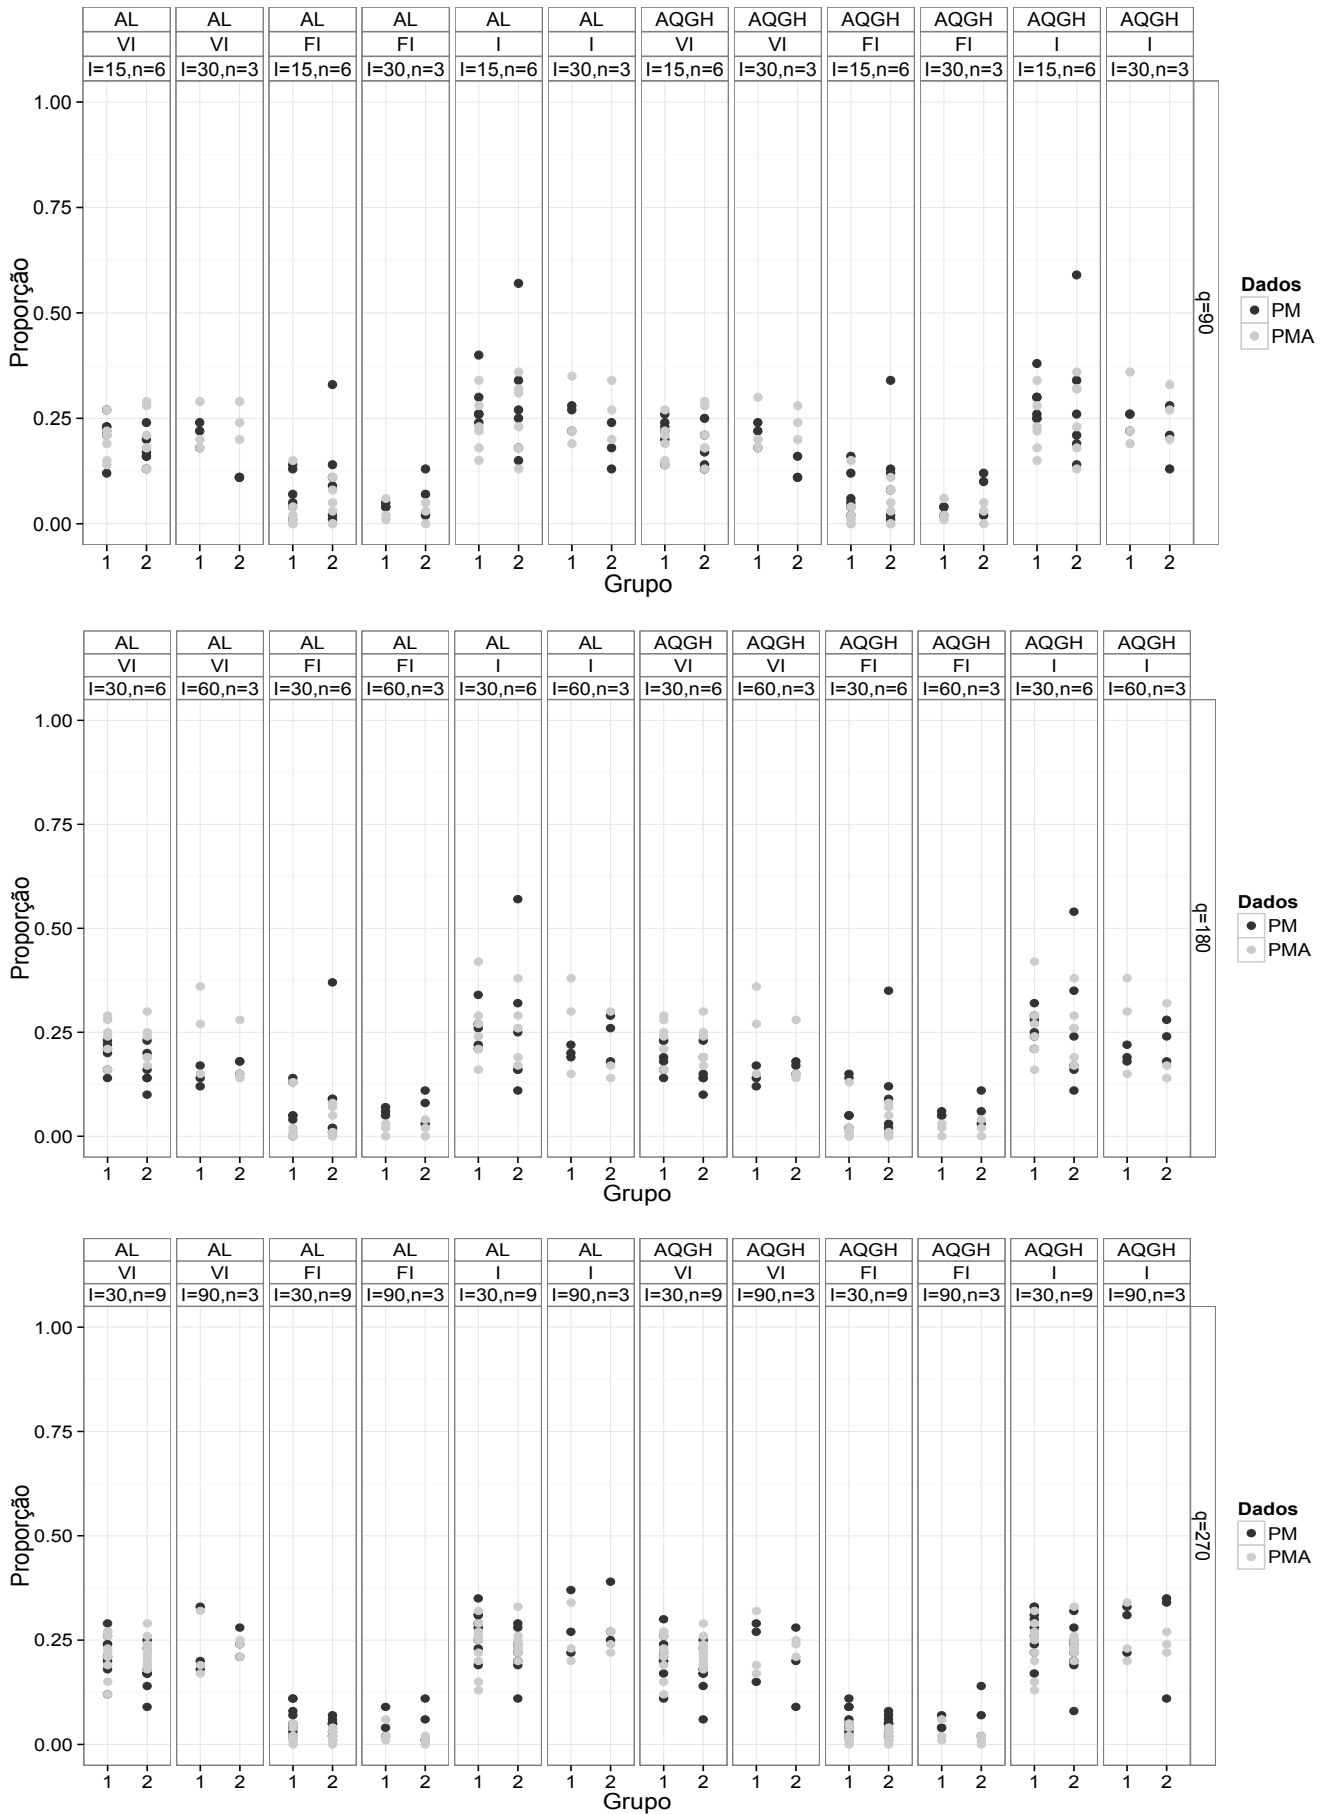 AL AL AL AL AL AL AQGH AQGH AQGH AQGH AQGH AQGH
VI VI FI FI I I VI VI FI FI I I
I=15,n=6 I=30,n=3 I=15,n=6 I=30,n=3 I=15,n=6 I=30,n=3 I=15,n=6 I=30,n=3 I=15,n=6 I=30,n=3 I=15,n=6 I=30,n=3
1.00
0.75
0.50
0.25
0.00
Proporção
q=90
Dados
PM
PMA
1 2 1 2 1 2 1 2 1 2 1 2 1 2 1 2 1 2 1 2 1 2 1 2
Grupo
AL AL AL AL AL AL AQGH AQGH AQGH AQGH AQGH AQGH
VI VI FI FI I I VI VI FI FI I I
I=30,n=6 I=60,n=3 I=30,n=6 I=60,n=3 I=30,n=6 I=60,n=3 I=30,n=6 I=60,n=3 I=30,n=6 I=60,n=3 I=30,n=6 I=60,n=3
1.00
0.75
0.50
0.25
0.00
Proporção
q=180
Dados
PM
PMA
1 2 1 2 1 2 1 2 1 2 1 2 1 2 1 2 1 2 1 2 1 2 1 2
Grupo
AL AL AL AL AL AL AQGH AQGH AQGH AQGH AQGH AQGH
VI VI FI FI I I VI VI FI FI I I
I=30,n=9 I=90,n=3 I=30,n=9 I=90,n=3 I=30,n=9 I=90,n=3 I=30,n=9 I=90,n=3 I=30,n=9 I=90,n=3 I=30,n=9 I=90,n=3
1.00
0.75
0.50
0.25
0.00
Proporção
q=270
Dados
PM
PMA
1 2 1 2 1 2 1 2 1 2 1 2 1 2 1 2 1 2 1 2 1 2 1 2
Grupo